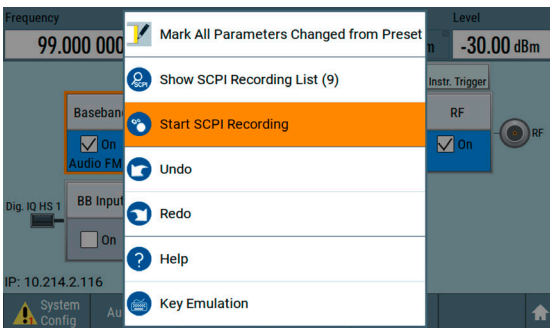 Frequency
Level
99.000 000
-30.00 dBm
Mark All Parameters Changed from Preset
SCPI
Show SCPI Recording List (9)
Instr. Trigger
Baseban
Start SCPI Recording
RF
RF
On
On
Audio FM
Undo
Dig. IQ HS 1
BB Input
Redo
On
Help
IP: 10.214.2.116
System
Config
Au
Key Emulation